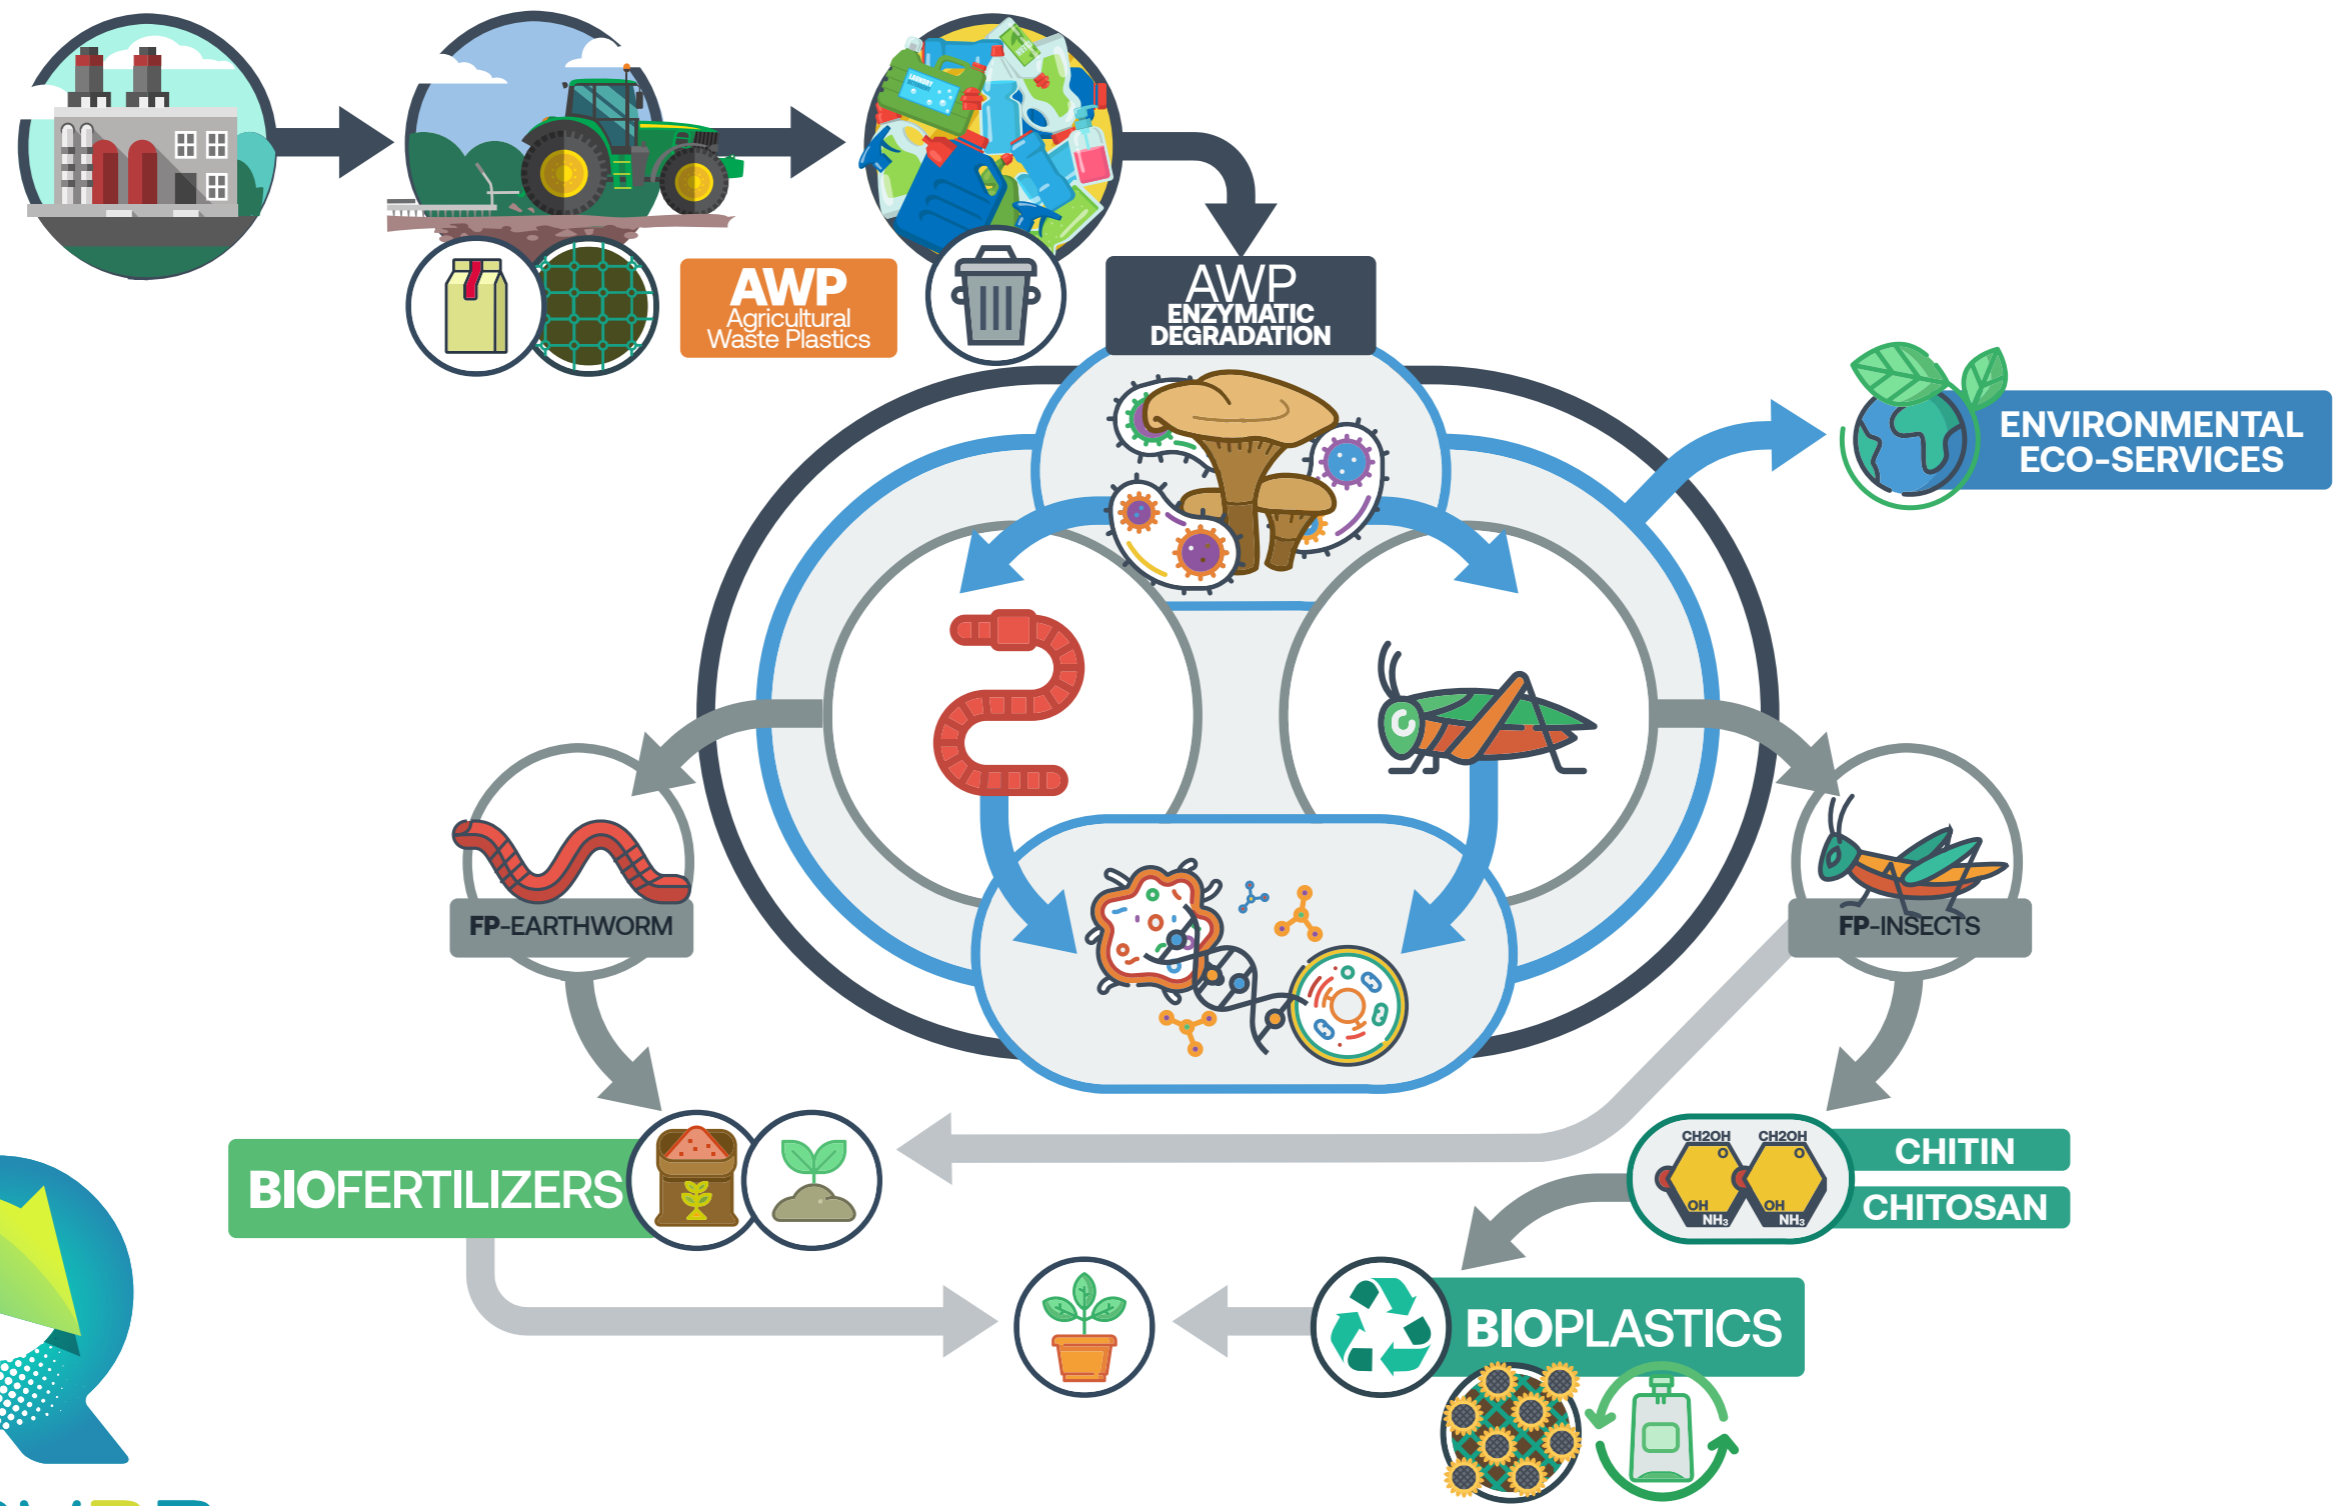 LAUNDRY
AWP
Agricultural
Waste Plastics
AWP
ENZYMATIC
DEGRADATION
ENVIRONMENTAL
ECO-SERVICES
FP-EARTHWORM
FP-INSECTS
BIOFERTILIZERS
CH2OH CH2OH
O O
OH OH
NH₃ NH₃
CHITIN
CHITOSAN
BIOPLASTICS